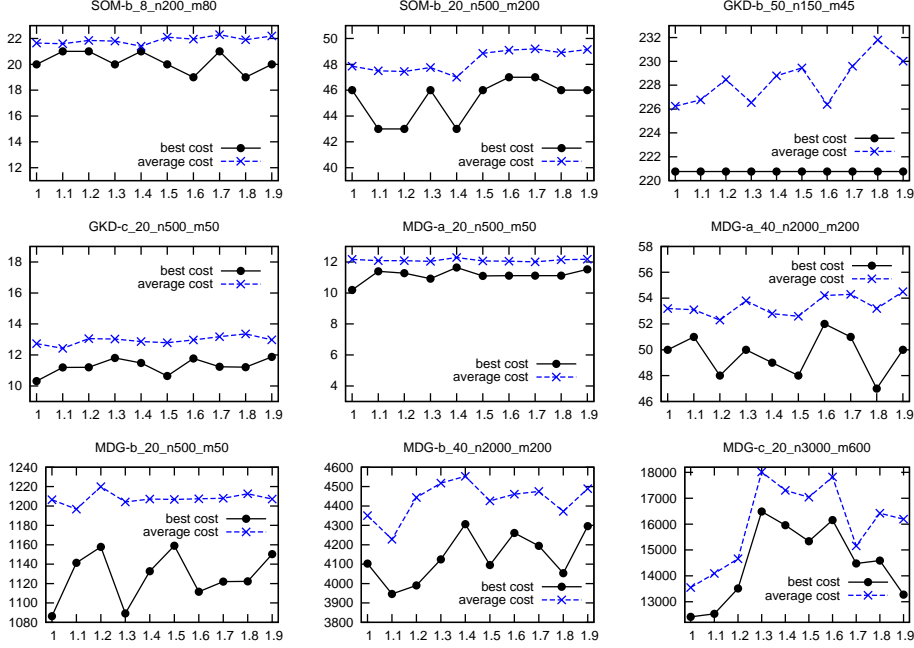 SOM-b_8_n200_m80
22
20
18
16
14
12
best cost
average cost
1 1.1 1.2 1.3 1.4 1.5 1.6 1.7 1.8 1.9
SOM-b_20_n500_m200
50
48
46
44
42
40
best cost
average cost
1 1.1 1.2 1.3 1.4 1.5 1.6 1.7 1.8 1.9
GKD-b_50_n150_m45
232
230
228
226
224
222
220
best cost
average cost
1 1.1 1.2 1.3 1.4 1.5 1.6 1.7 1.8 1.9
GKD-c_20_n500_m50
18
16
14
12
10
best cost
average cost
1 1.1 1.2 1.3 1.4 1.5 1.6 1.7 1.8 1.9
MDG-a_20_n500_m50
12
10
8
6
4
best cost
average cost
1 1.1 1.2 1.3 1.4 1.5 1.6 1.7 1.8 1.9
MDG-a_40_n2000_m200
58
56
54
52
50
48
46
best cost
average cost
1 1.1 1.2 1.3 1.4 1.5 1.6 1.7 1.8 1.9
MDG-b_20_n500_m50
1240
1220
1200
1180
1160
1140
1120
1100
1080
best cost
average cost
1 1.1 1.2 1.3 1.4 1.5 1.6 1.7 1.8 1.9
MDG-b_40_n2000_m200
4600
4500
4400
4300
4200
4100
4000
3900
3800
best cost
average cost
1 1.1 1.2 1.3 1.4 1.5 1.6 1.7 1.8 1.9
MDG-c_20_n3000_m600
18000
17000
16000
15000
14000
13000
best cost
average cost
1 1.1 1.2 1.3 1.4 1.5 1.6 1.7 1.8 1.9